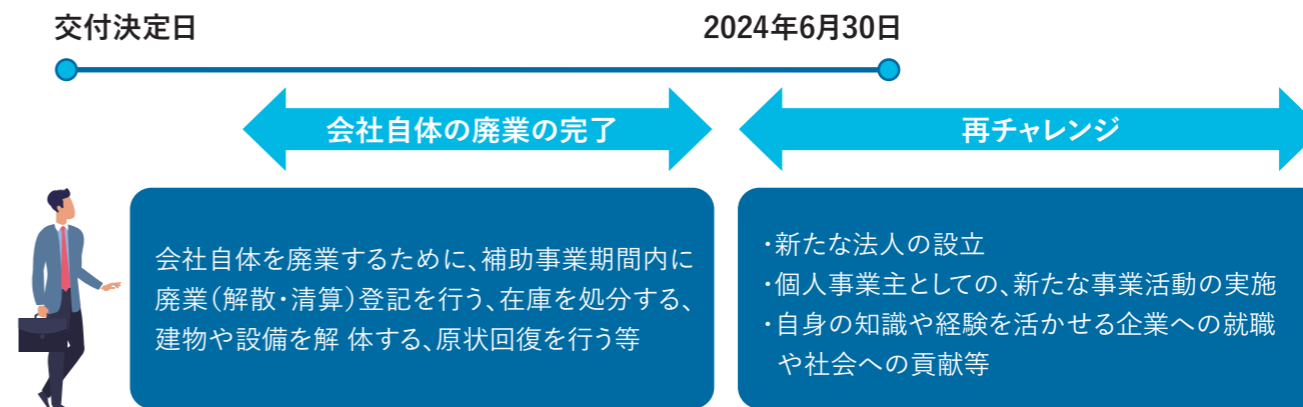 交付決定日
2024年6月30日
会社自体の廃業の完了
再チャレンジ
会社自体を廃業するために、補助事業期間内に
廃業(解散・清算)登記を行う、在庫を処分する、
建物や設備を解 体する、原状回復を行う等
・新たな法人の設立
・個人事業主としての、新たな事業活動の実施
・自身の知識や経験を活かせる企業への就職
や社会への貢献等